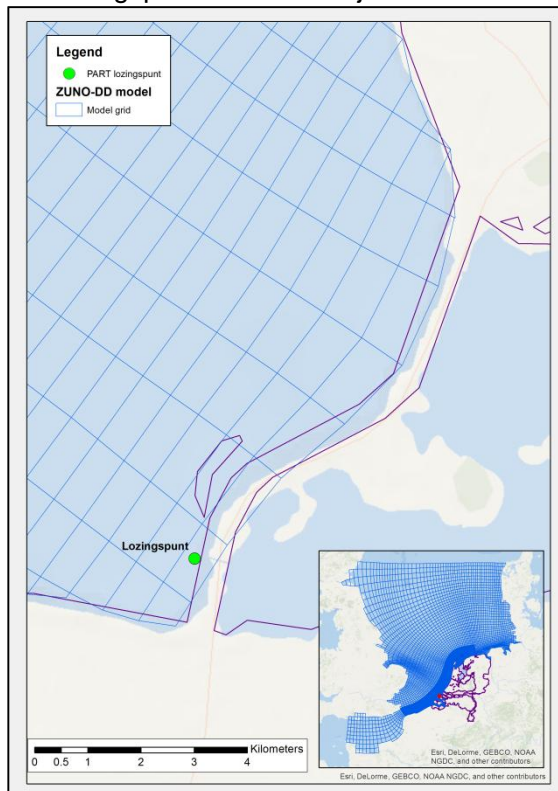 Legend
PART lozingspunt
ZUNO-DD model
Model grid
Lozingspunt
Kilometers
0 0.5 1 2 3 4
Esri, DeLorme, GEBCO, NOAA
NGDC, and other contributors
Esri, DeLorme, GEBCO, NOAA NGDC, and other contributors